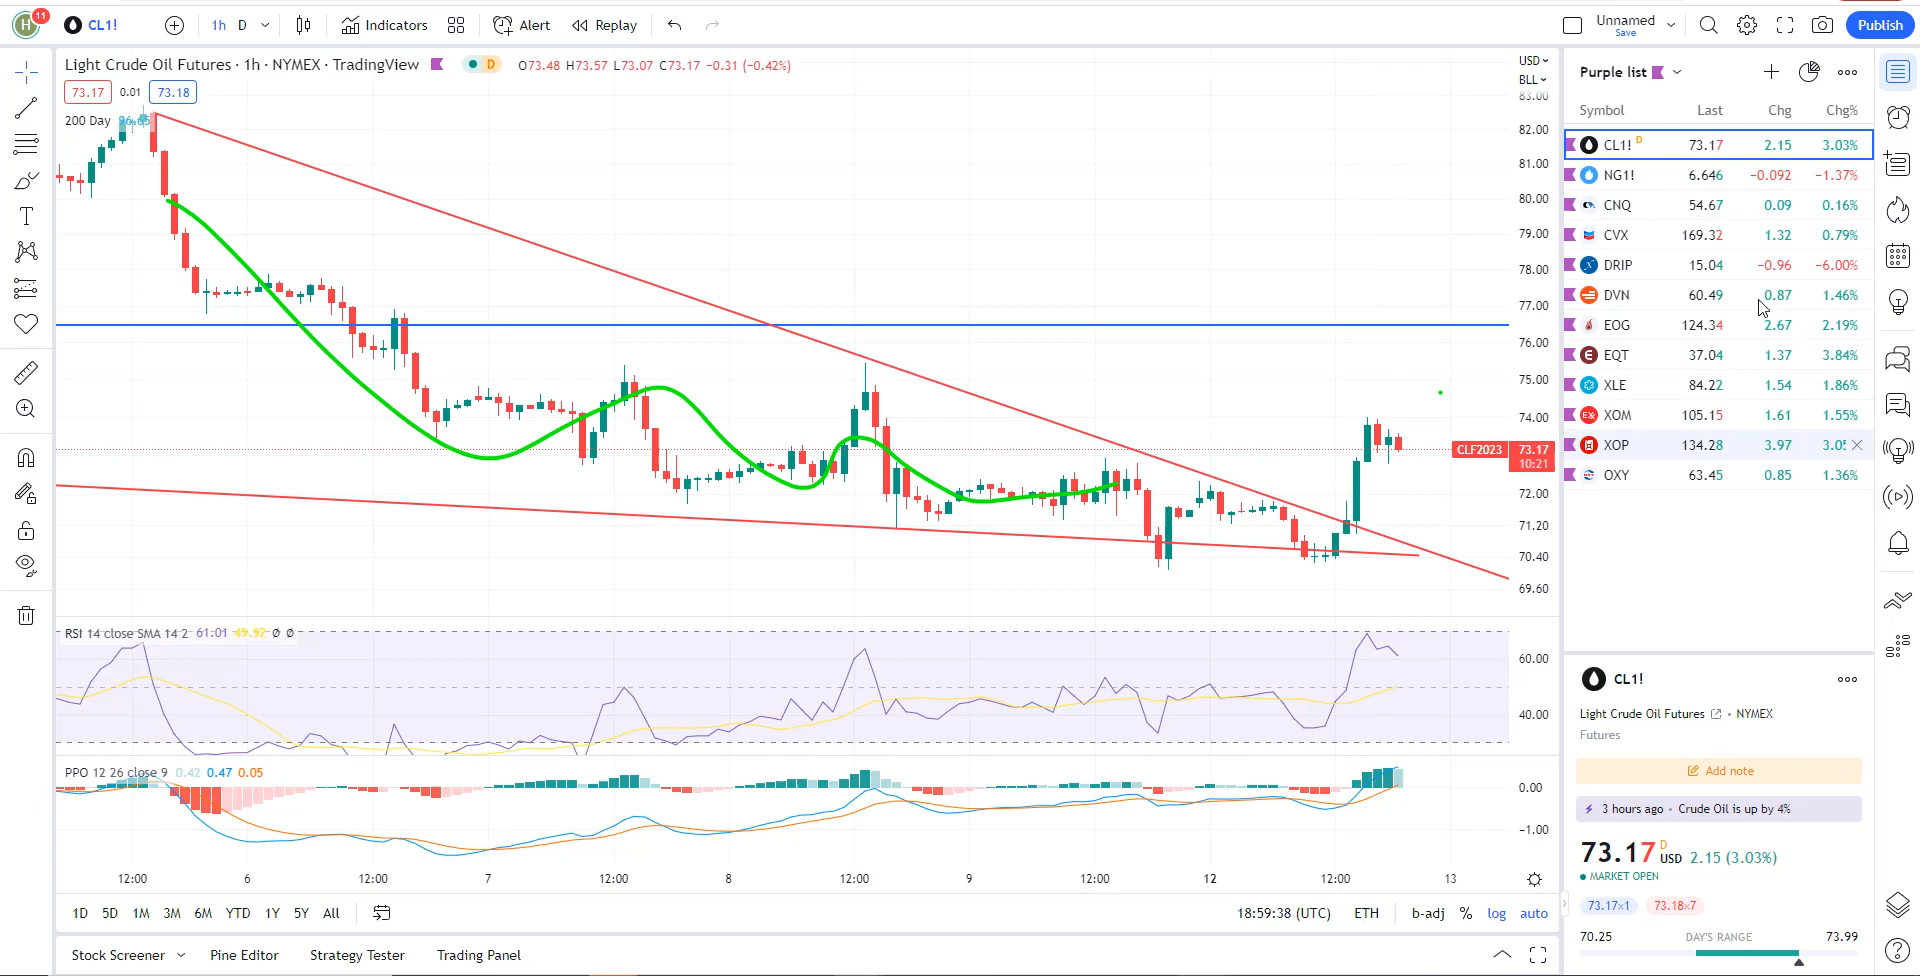 H 11 CL1! 1h D Indicators Alert Replay Unnamed Save Publish
Light Crude Oil Futures · 1h · NYMEX · TradingView D O73.48 H73.57 L73.07 C73.17 −0.31 (−0.42%)
73.17 0.01 73.18
200 Day 86.65
USD
BLL
83.00
82.00
81.00
80.00
79.00
78.00
77.00
76.00
75.00
74.00
CLF2023 73.17
10:21
72.00
71.20
70.40
69.60
RSI 14 close SMA 14 2 61.01 49.92 Ø Ø
60.00
40.00
PPO 12 26 close 9 0.42 0.47 0.05
0.00
−1.00
12:00 6 12:00 7 12:00 8 12:00 9 12:00 12 12:00 13
1D 5D 1M 3M 6M YTD 1Y 5Y All 18:59:38 (UTC) ETH b-adj % log auto
Stock Screener Pine Editor Strategy Tester Trading Panel
Purple list
Symbol Last Chg Chg%
CL1! D 73.17 2.15 3.03%
NG1! 6.646 −0.092 −1.37%
CNQ 54.67 0.09 0.16%
CVX 169.32 1.32 0.79%
DRIP 15.04 −0.96 −6.00%
DVN 60.49 0.87 1.46%
EOG 124.34 2.67 2.19%
EQT 37.04 1.37 3.84%
XLE 84.22 1.54 1.86%
XOM 105.15 1.61 1.55%
XOP 134.28 3.97 3.05
OXY 63.45 0.85 1.36%
CL1!
Light Crude Oil Futures • NYMEX
Futures
Add note
3 hours ago • Crude Oil is up by 4%
73.17 D USD 2.15 (3.03%)
MARKET OPEN
73.17×1 73.18×7
70.25 DAY'S RANGE 73.99